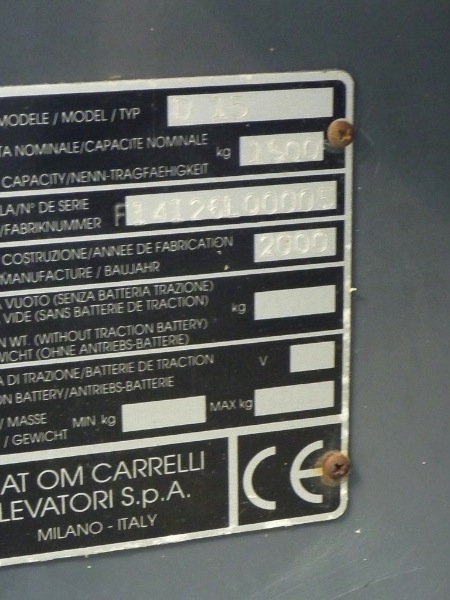 MODELE / MODEL / TYP D 15
TA NOMINALE/CAPACITE NOMINALE
CAPACITY/NENN-TRAGFAEHIGKEIT kg 1500
LA/N° DE SERIE
/FABRIKNUMMER F14I26L00005
COSTRUZIONE/ANNEE DE FABRICATION
MANUFACTURE / BAUJAHR 2000
A VUOTO (SENZA BATTERIA TRAZIONE)
VIDE (SANS BATTERIE DE TRACTION) kg
N WT. (WITHOUT TRACTION BATTERY)
WICHT (OHNE ANTRIEBS-BATTERIE)
A DI TRAZIONE/BATTERIE DE TRACTION V
ON BATTERY/ANTRIEBS-BATTERIE
/ MASSE MIN kg MAX kg
/ GEWICHT
AT OM CARRELLI
LEVATORI S.p.A.
MILANO - ITALY
CE